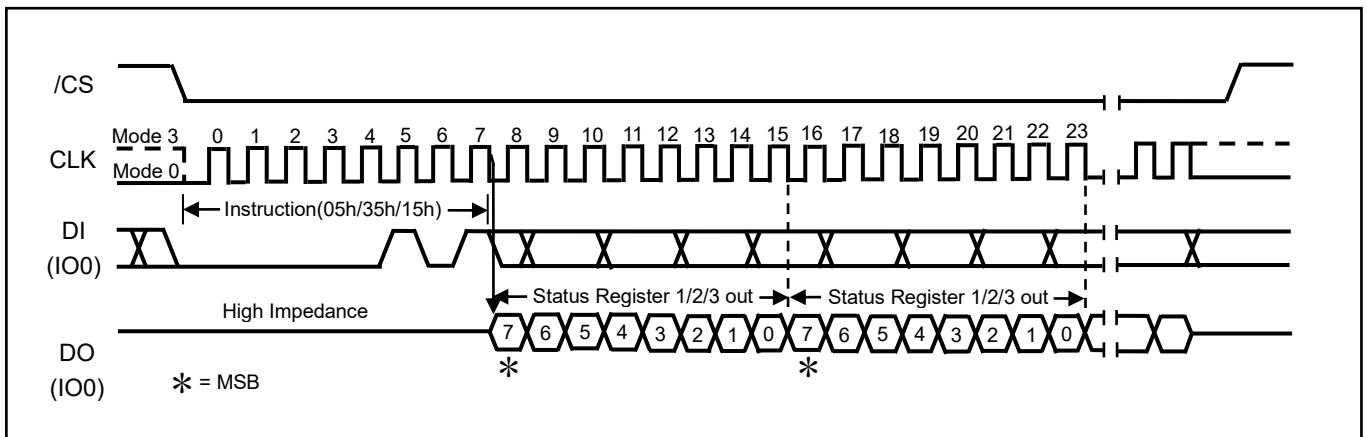 /CS
Mode 3 0 1 2 3 4 5 6 7 8 9 10 11 12 13 14 15 16 17 18 19 20 21 22 23
CLK
Mode 0
Instruction(05h/35h/15h)
DI
(IO0)
Status Register 1/2/3 out Status Register 1/2/3 out
High Impedance
7 6 5 4 3 2 1 0 7 6 5 4 3 2 1 0
DO
(IO0)
* = MSB
* *